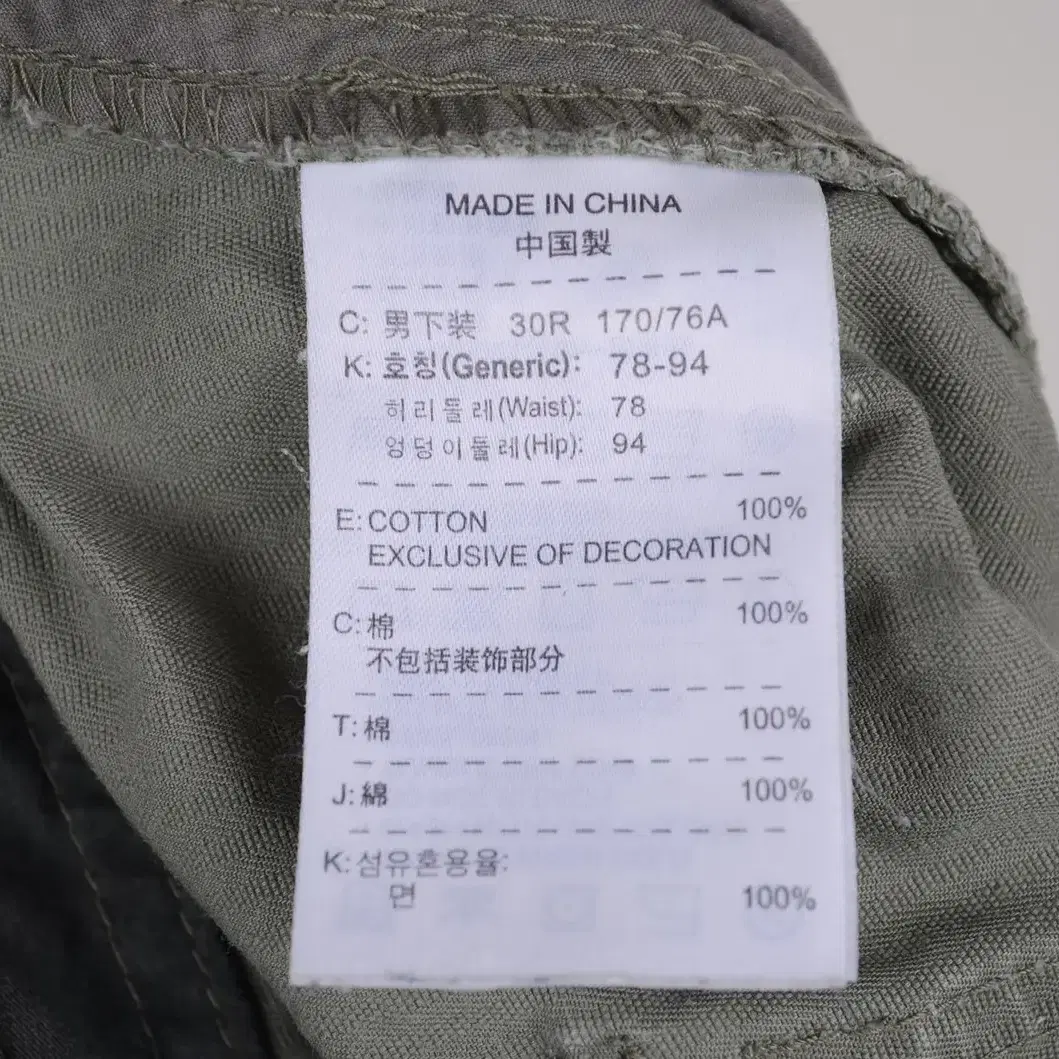 MADE IN CHINA
中国製
C: 男下装 30R 170/76A
K: 호칭(Generic): 78-94
허리둘레(Waist): 78
엉덩이둘레(Hip): 94
E: COTTON 100%
EXCLUSIVE OF DECORATION
C: 棉 100%
不包括装饰部分
T: 棉 100%
J: 綿 100%
K: 섬유혼용율:
면 100%